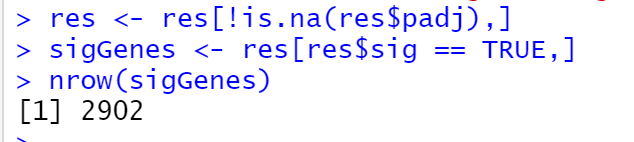 > res <- res[!is.na(res$padj),]
> sigGenes <- res[res$sig == TRUE,]
> nrow(sigGenes)
[1] 2902
>